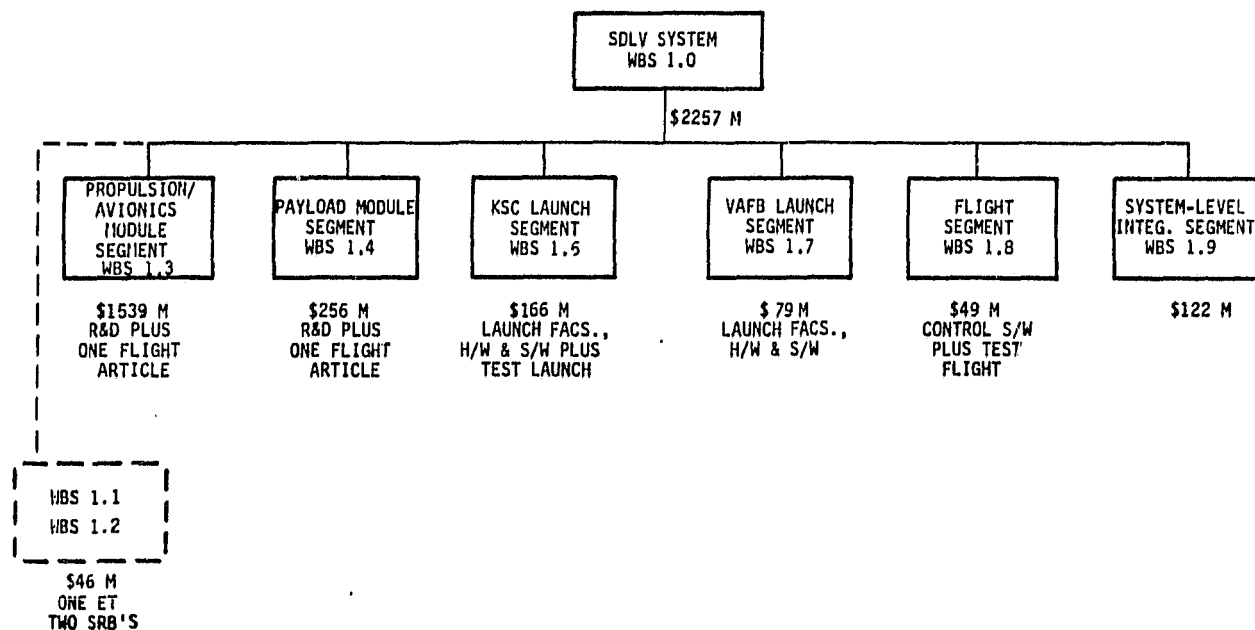 SDLV SYSTEM
WBS 1.0
$2257 M
PROPULSION/
AVIONICS
MODULE
SEGMENT
WBS 1.3
$1539 M
R&D PLUS
ONE FLIGHT
ARTICLE
PAYLOAD MODULE
SEGMENT
WBS 1.4
$256 M
R&D PLUS
ONE FLIGHT
ARTICLE
KSC LAUNCH
SEGMENT
WBS
$166 M
LAUNCH FACS.,
H/W & S/W PLUS
TEST LAUNCH
VAFB LAUNCH
SEGMENT
WBS 1.7
$ 79 M
LAUNCH FACS.,
H/W & S/W
FLIGHT
SEGMENT
WBS 1.8
$49 M
CONTROL S/W
PLUS TEST
FLIGHT
SYSTEM-LEVEL
INTEG. SEGMENT
WBS 1.9
$122 M
WBS 1.1
WBS 1.2
$46 M
ONE ET
TWO SRB'S